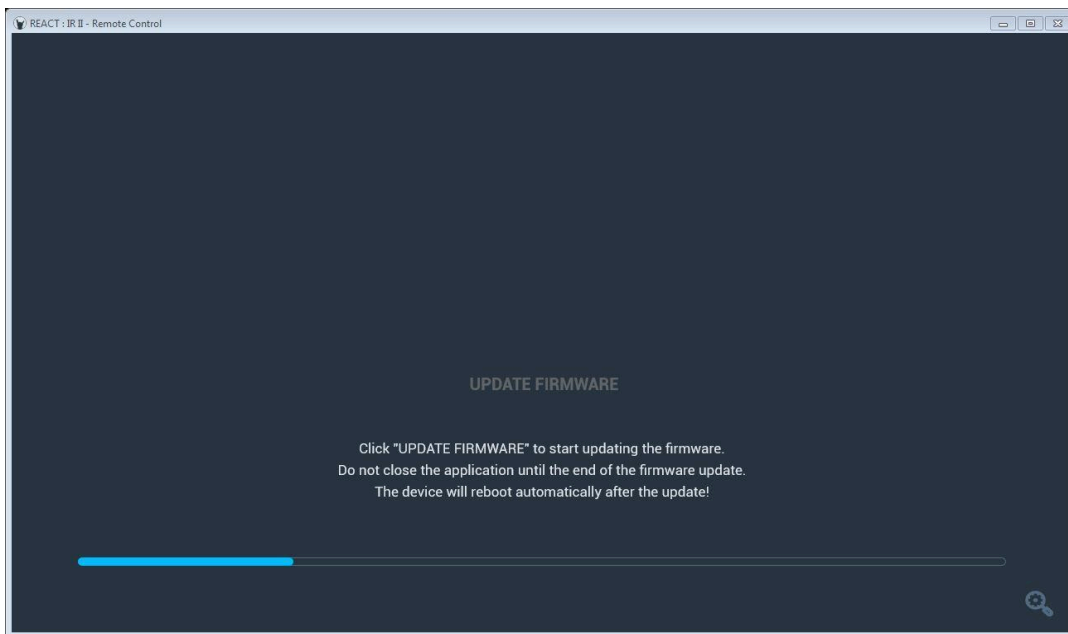 REACT : IR II - Remote Control
UPDATE FIRMWARE
Click "UPDATE FIRMWARE" to start updating the firmware.
Do not close the application until the end of the firmware update.
The device will reboot automatically after the update!